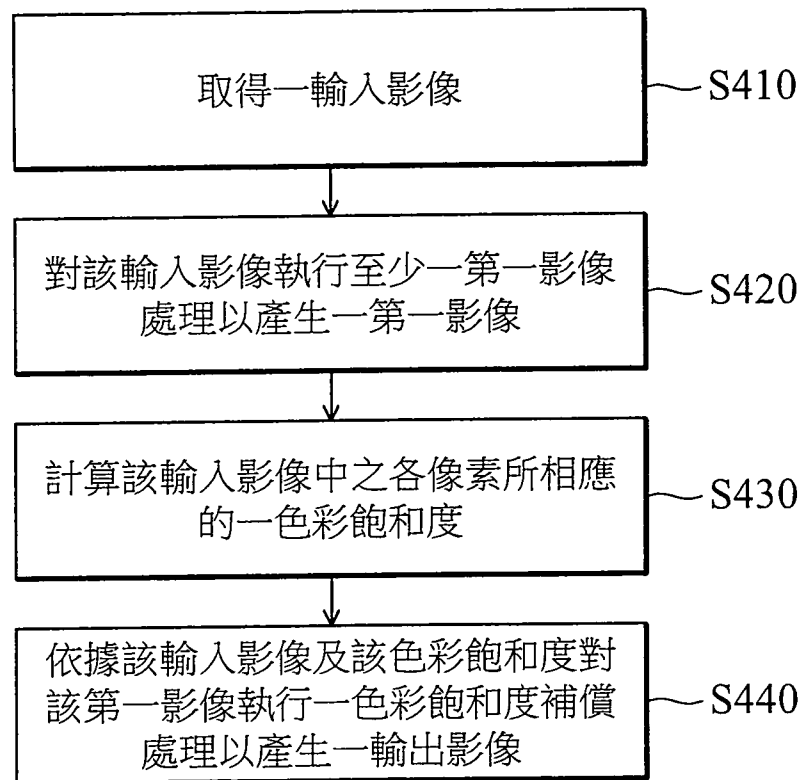 取得一輸入影像
S410
對該輸入影像執行至少一第一影像
處理以產生一第一影像
S420
計算該輸入影像中之各像素所相應
的一色彩飽和度
S430
依據該輸入影像及該色彩飽和度對
該第一影像執行一色彩飽和度補償
處理以產生一輸出影像
S440